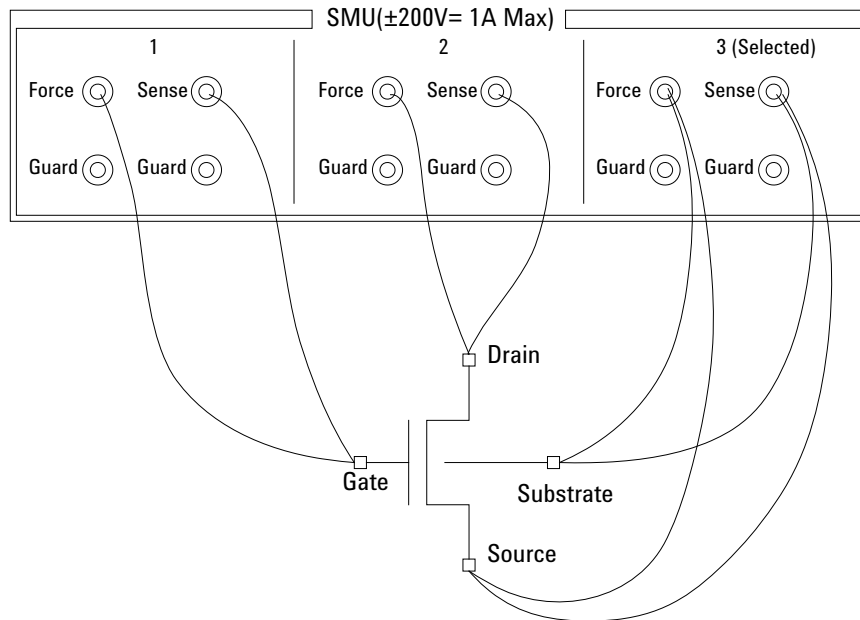 SMU(±200V= 1A Max)
1
2
3 (Selected)
Force
Sense
Force
Sense
Force
Sense
Guard
Guard
Guard
Guard
Guard
Guard
Drain
Gate
Substrate
Source